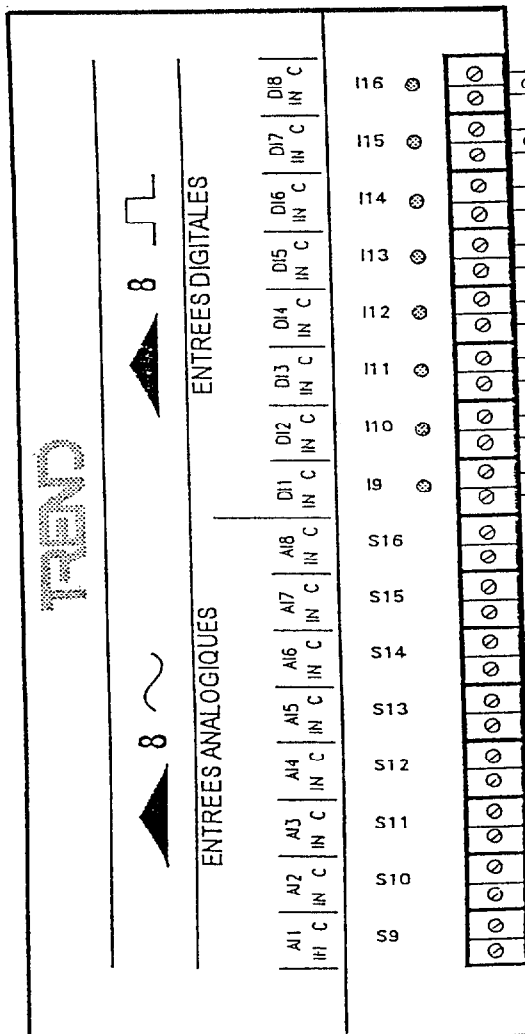 TREND
8
8
ENTREES ANALOGIQUES
ENTREES DIGITALES
AI1 AI2 AI3 AI4 AI5 AI6 AI7 AI8 DI1 DI2 DI3 DI4 DI5 DI6 DI7 DI8
IN C IN C IN C IN C IN C IN C IN C IN C IN C IN C IN C IN C IN C IN C IN C IN C
S9 S10 S11 S12 S13 S14 S15 S16 I9 I10 I11 I12 I13 I14 I15 I16